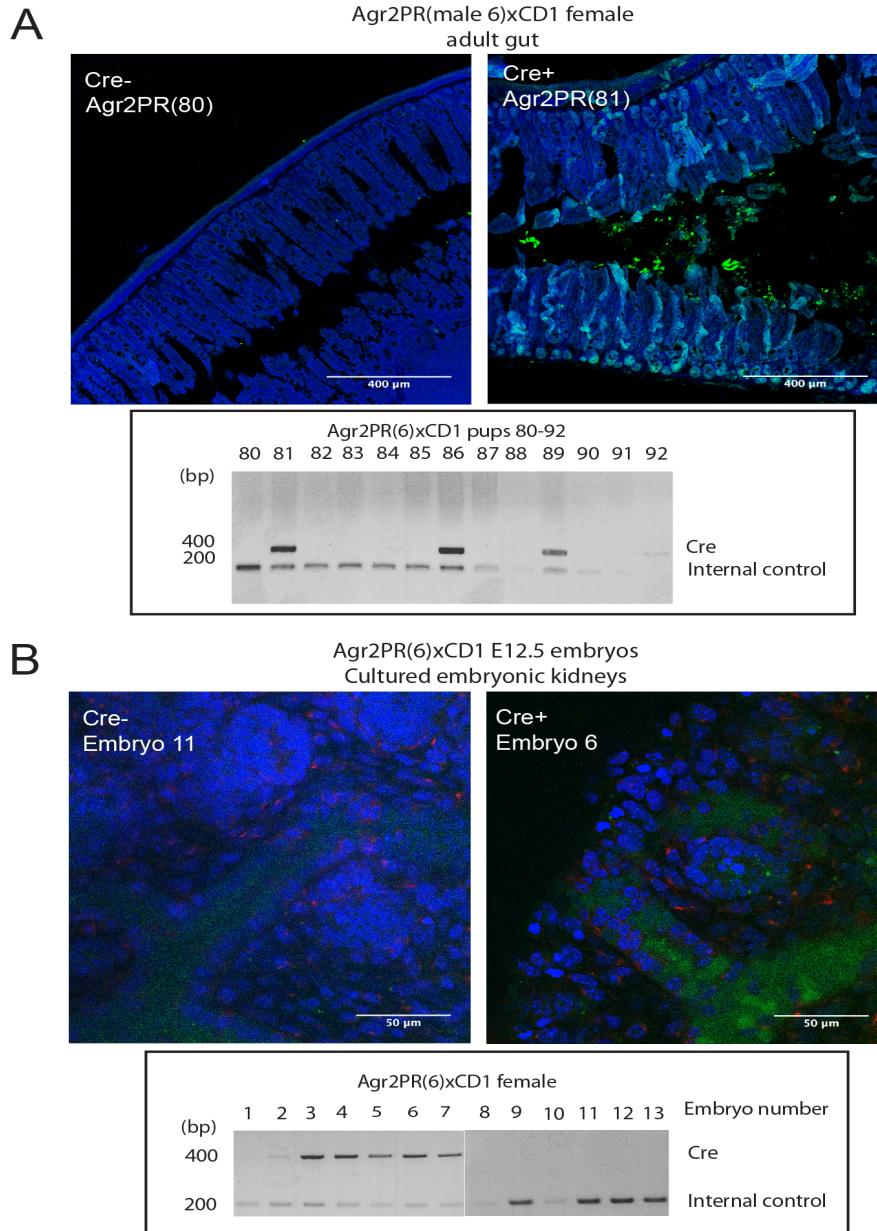 A
Agr2PR(male 6)xCD1 female
adult gut
Cre-
Agr2PR(80)
400 µm
Cre+
Agr2PR(81)
400 µm
Agr2PR(6)xCD1 pups 80-92
80 81 82 83 84 85 86 87 88 89 90 91 92
(bp)
400
200
Cre
Internal control
B
Agr2PR(6)xCD1 E12.5 embryos
Cultured embryonic kidneys
Cre-
Embryo 11
50 µm
Cre+
Embryo 6
50 µm
Agr2PR(6)xCD1 female
1 2 3 4 5 6 7 8 9 10 11 12 13 Embryo number
(bp)
400 Cre
200 Internal control